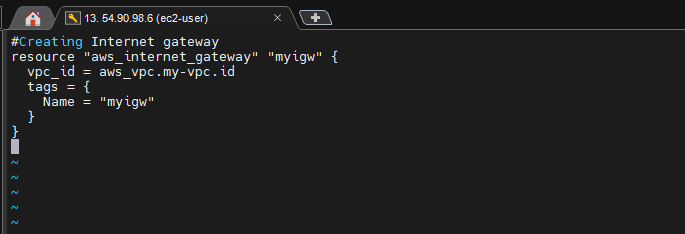 13. 54.90.98.6 (ec2-user)
#Creating Internet gateway
resource "aws_internet_gateway" "myigw" {
  vpc_id = aws_vpc.my-vpc.id
  tags = {
    Name = "myigw"
  }
}
~
~
~
~
~